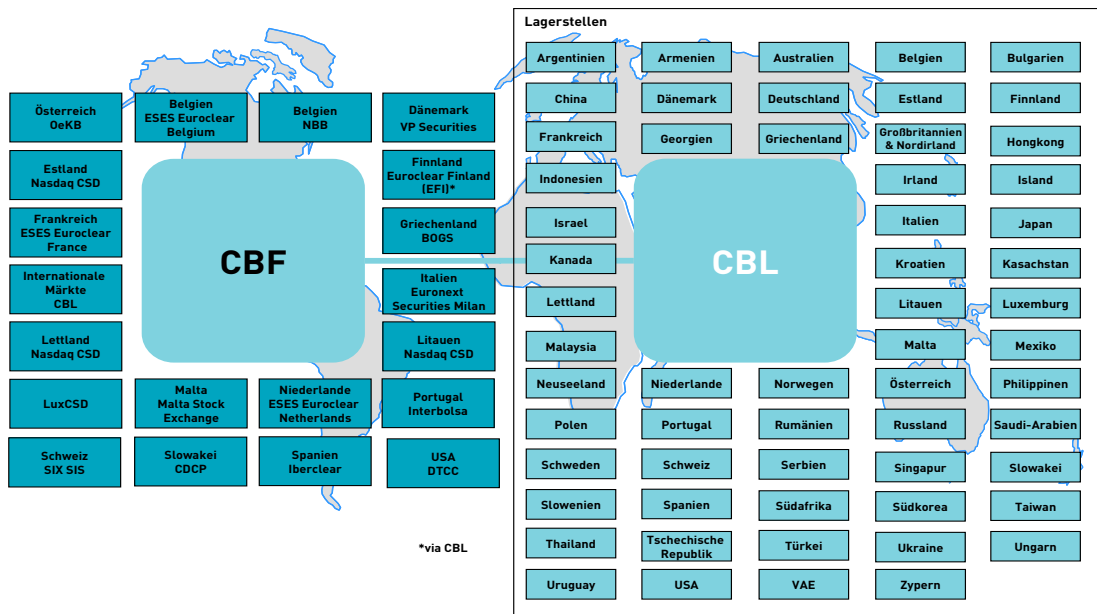 Lagerstellen
Österreich
OeKB
Belgien
ESES Euroclear
Belgium
Belgien
NBB
Dänemark
VP Securities
Estland
Nasdaq CSD
Finnland
Euroclear Finland
(EFI)*
Frankreich
ESES Euroclear
France
Griechenland
BOGS
CBF
Internationale
Märkte
CBL
Italien
Euronext
Securities Milan
Lettland
Nasdaq CSD
Litauen
Nasdaq CSD
LuxCSD
Malta
Malta Stock
Exchange
Niederlande
ESES Euroclear
Netherlands
Portugal
Interbolsa
Schweiz
SIX SIS
Slowakei
CDCP
Spanien
Iberclear
USA
DTCC
*via CBL
Argentinien
Armenien
Australien
Belgien
Bulgarien
China
Dänemark
Deutschland
Estland
Finnland
Frankreich
Georgien
Griechenland
Großbritannien
& Nordirland
Hongkong
Indonesien
Irland
Island
Israel
Italien
Japan
Kanada
CBL
Kroatien
Kasachstan
Lettland
Litauen
Luxemburg
Malaysia
Malta
Mexiko
Neuseeland
Niederlande
Norwegen
Österreich
Philippinen
Polen
Portugal
Rumänien
Russland
Saudi-Arabien
Schweden
Schweiz
Serbien
Singapur
Slowakei
Slowenien
Spanien
Südafrika
Südkorea
Taiwan
Thailand
Tschechische
Republik
Türkei
Ukraine
Ungarn
Uruguay
USA
VAE
Zypern